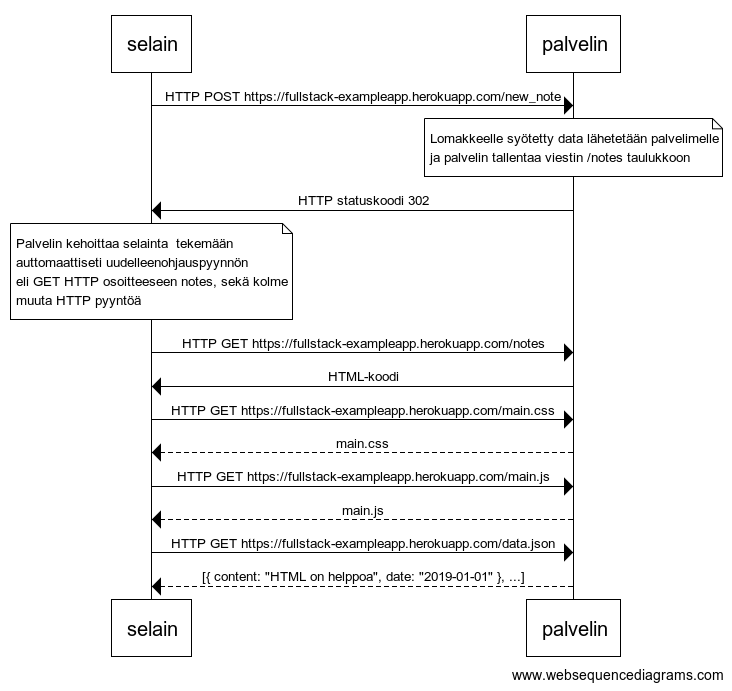 selain
palvelin
HTTP POST https://fullstack-exampleapp.herokuapp.com/new_note
Lomakkeelle syötetty data lähetetään palvelimelle
ja palvelin tallentaa viestin /notes taulukkoon
HTTP statuskoodi 302
Palvelin kehoittaa selainta  tekemään
auttomaattiseti uudelleenohjauspyynnön
eli GET HTTP osoitteeseen notes, sekä kolme
muuta HTTP pyyntöä
HTTP GET https://fullstack-exampleapp.herokuapp.com/notes
HTML-koodi
HTTP GET https://fullstack-exampleapp.herokuapp.com/main.css
main.css
HTTP GET https://fullstack-exampleapp.herokuapp.com/main.js
main.js
HTTP GET https://fullstack-exampleapp.herokuapp.com/data.json
[{ content: "HTML on helppoa", date: "2019-01-01" }, ...]
selain
palvelin
www.websequencediagrams.com